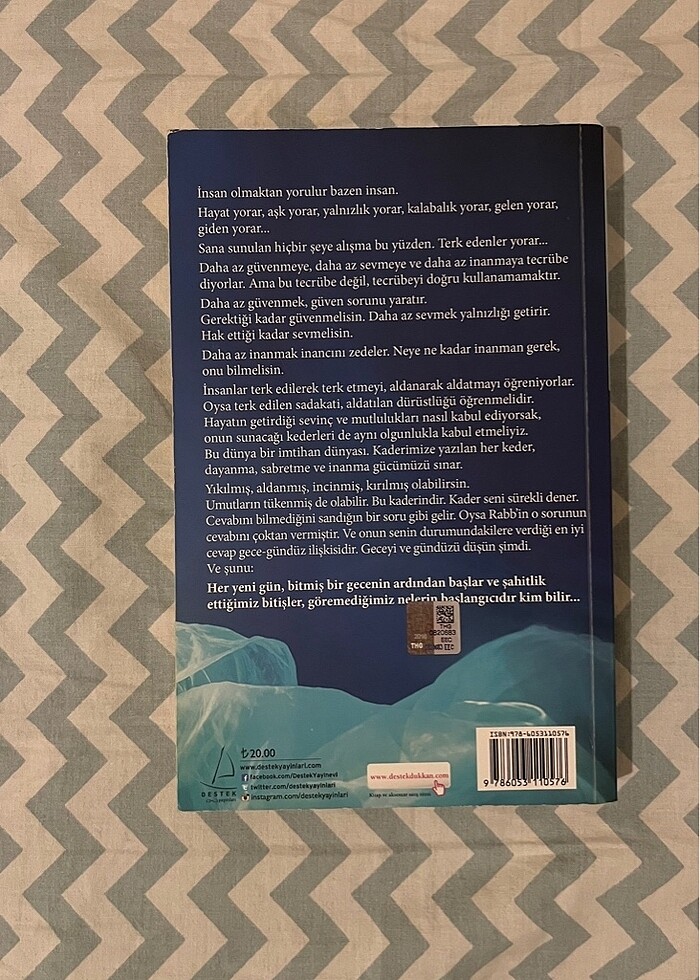 İnsan olmaktan yorulur bazen insan.
Hayat yorar, aşk yorar, yalnızlık yorar, kalabalık yorar, gelen yorar,
giden yorar...
Sana sunulan hiçbir şeye alışma bu yüzden. Terk edenler yorar...
Daha az güvenmeye, daha az sevmeye ve daha az inanmaya tecrübe
diyorlar. Ama bu tecrübe değil, tecrübeyi doğru kullanamamaktır.
Daha az güvenmek, güven sorunu yaratır.
Gerektiği kadar güvenmelisin. Daha az sevmek yalnızlığı getirir.
Hak ettiği kadar sevmelisin.
Daha az inanmak inancını zedeler. Neye ne kadar inanman gerek,
onu bilmelisin.
İnsanlar terk edilerek terk etmeyi, aldanarak aldatmayı öğreniyorlar.
Oysa terk edilen sadakati, aldatılan dürüstlüğü öğrenmelidir.
Hayatın getirdiği sevinç ve mutlulukları nasıl kabul ediyorsak,
onun sunacağı kederleri de aynı olgunlukla kabul etmeliyiz.
Bu dünya bir imtihan dünyası. Kaderimize yazılan her keder,
dayanma, sabretme ve inanma gücümüzü sınar.
Yıkılmış, aldanmış, incinmiş, kırılmış olabilirsin.
Umutların tükenmiş de olabilir. Bu kaderindir. Kader seni sürekli dener.
Cevabını bilmediğini sandığın bir soru gibi gelir. Oysa Rabb'in o sorunun
cevabını çoktan vermiştir. Ve onun senin durumundakilere verdiği en iyi
cevap gece-gündüz ilişkisidir. Geceyi ve gündüzü düşün şimdi.
Ve şunu:
Her yeni gün, bitmiş bir gecenin ardından başlar ve şahitlik
ettiğimiz bitişler, göremediğimiz nelerin başlangıcıdır kim bilir...
2016
THG
THG
0820683
EEC
₺20.00
www.destekyayinlari.com
facebook.com/DestekYayinevi
twitter.com/destekyayinlari
instagram.com/destekyayinlari
DESTEK
www.destekdukkan.com
Kitap ve aksesuar satış sitesi
ISBN:978-6053110576
9 786053 110576